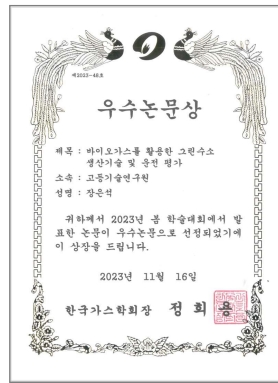 제2023-48호
우수논문상
제목 : 바이오가스를 활용한 그린수소
생산기술 및 운전 평가
소속 : 고등기술연구원
성명 : 장은석
귀하께서 2023년 봄 학술대회에서 발
표한 논문이 우수논문으로 선정되었기에
이 상장을 드립니다.
2023년 11월 16일
한국가스학회장 정희용